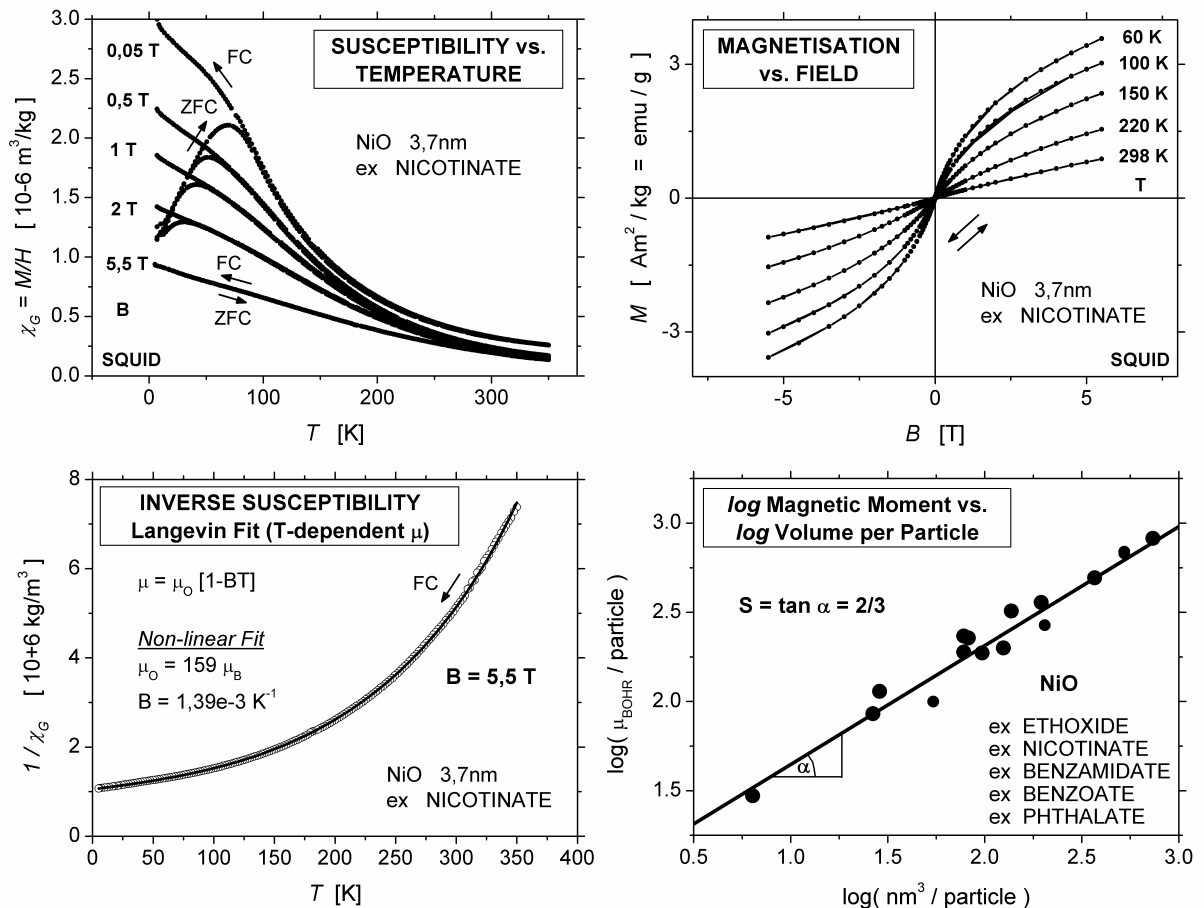 SUSCEPTIBILITY vs.
TEMPERATURE
0,05 T
FC
0,5 T
ZFC
1 T
2 T
5,5 T
FC
ZFC
B
SQUID
NiO 3,7nm
ex NICOTINATE
χG = M/H [ 10-6 m³/kg]
3.0
2.5
2.0
1.5
1.0
0.5
0.0
0
100
200
300
T [K]
MAGNETISATION
vs. FIELD
60 K
100 K
150 K
220 K
298 K
T
NiO 3,7nm
ex NICOTINATE
SQUID
M [ Am² / kg = emu / g ]
3
0
-3
-5
0
5
B [T]
INVERSE SUSCEPTIBILITY
Langevin Fit (T-dependent μ)
μ = μO [1-BT]
FC
Non-linear Fit
μO = 159 μB
B = 1,39e-3 K-1
B = 5,5 T
NiO 3,7nm
ex NICOTINATE
1 / χG [ 10+6 kg/m³ ]
8
6
4
2
0
0
50
100
150
200
250
300
350
400
T [K]
log Magnetic Moment vs.
log Volume per Particle
S = tan α = 2/3
α
NiO
ex ETHOXIDE
ex NICOTINATE
ex BENZAMIDATE
ex BENZOATE
ex PHTHALATE
log( μBOHR / particle )
3.0
2.5
2.0
1.5
0.5
1.0
1.5
2.0
2.5
3.0
log( nm³ / particle )